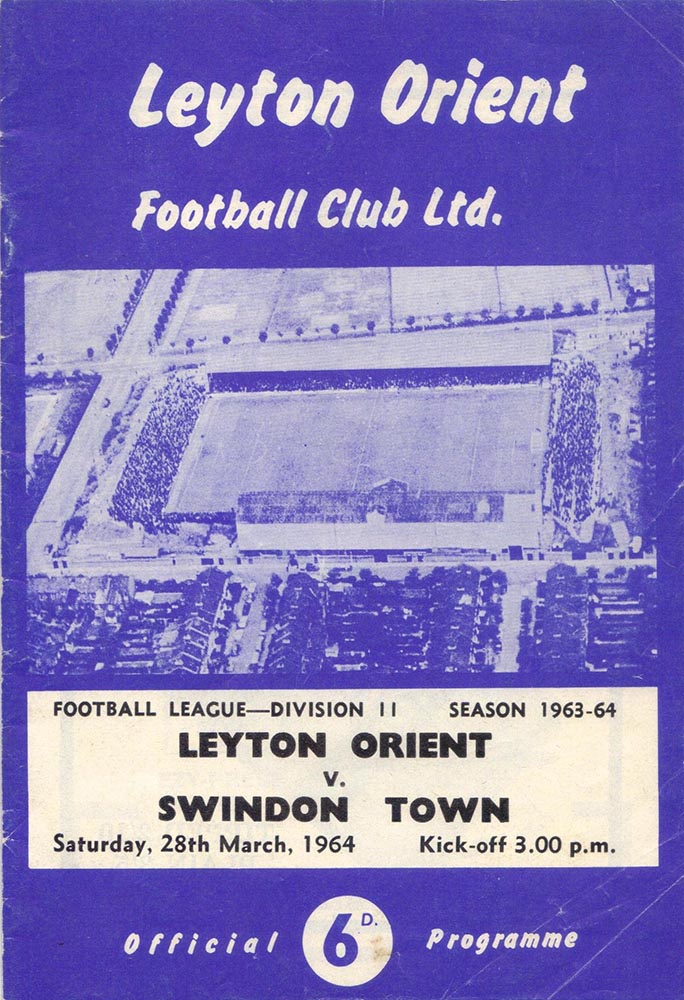 Leyton Orient
Football Club Ltd.
FOOTBALL LEAGUE—DIVISION II SEASON 1963-64
LEYTON ORIENT
v.
SWINDON TOWN
Saturday, 28th March, 1964 Kick-off 3.00 p.m.
Official 6D. Programme